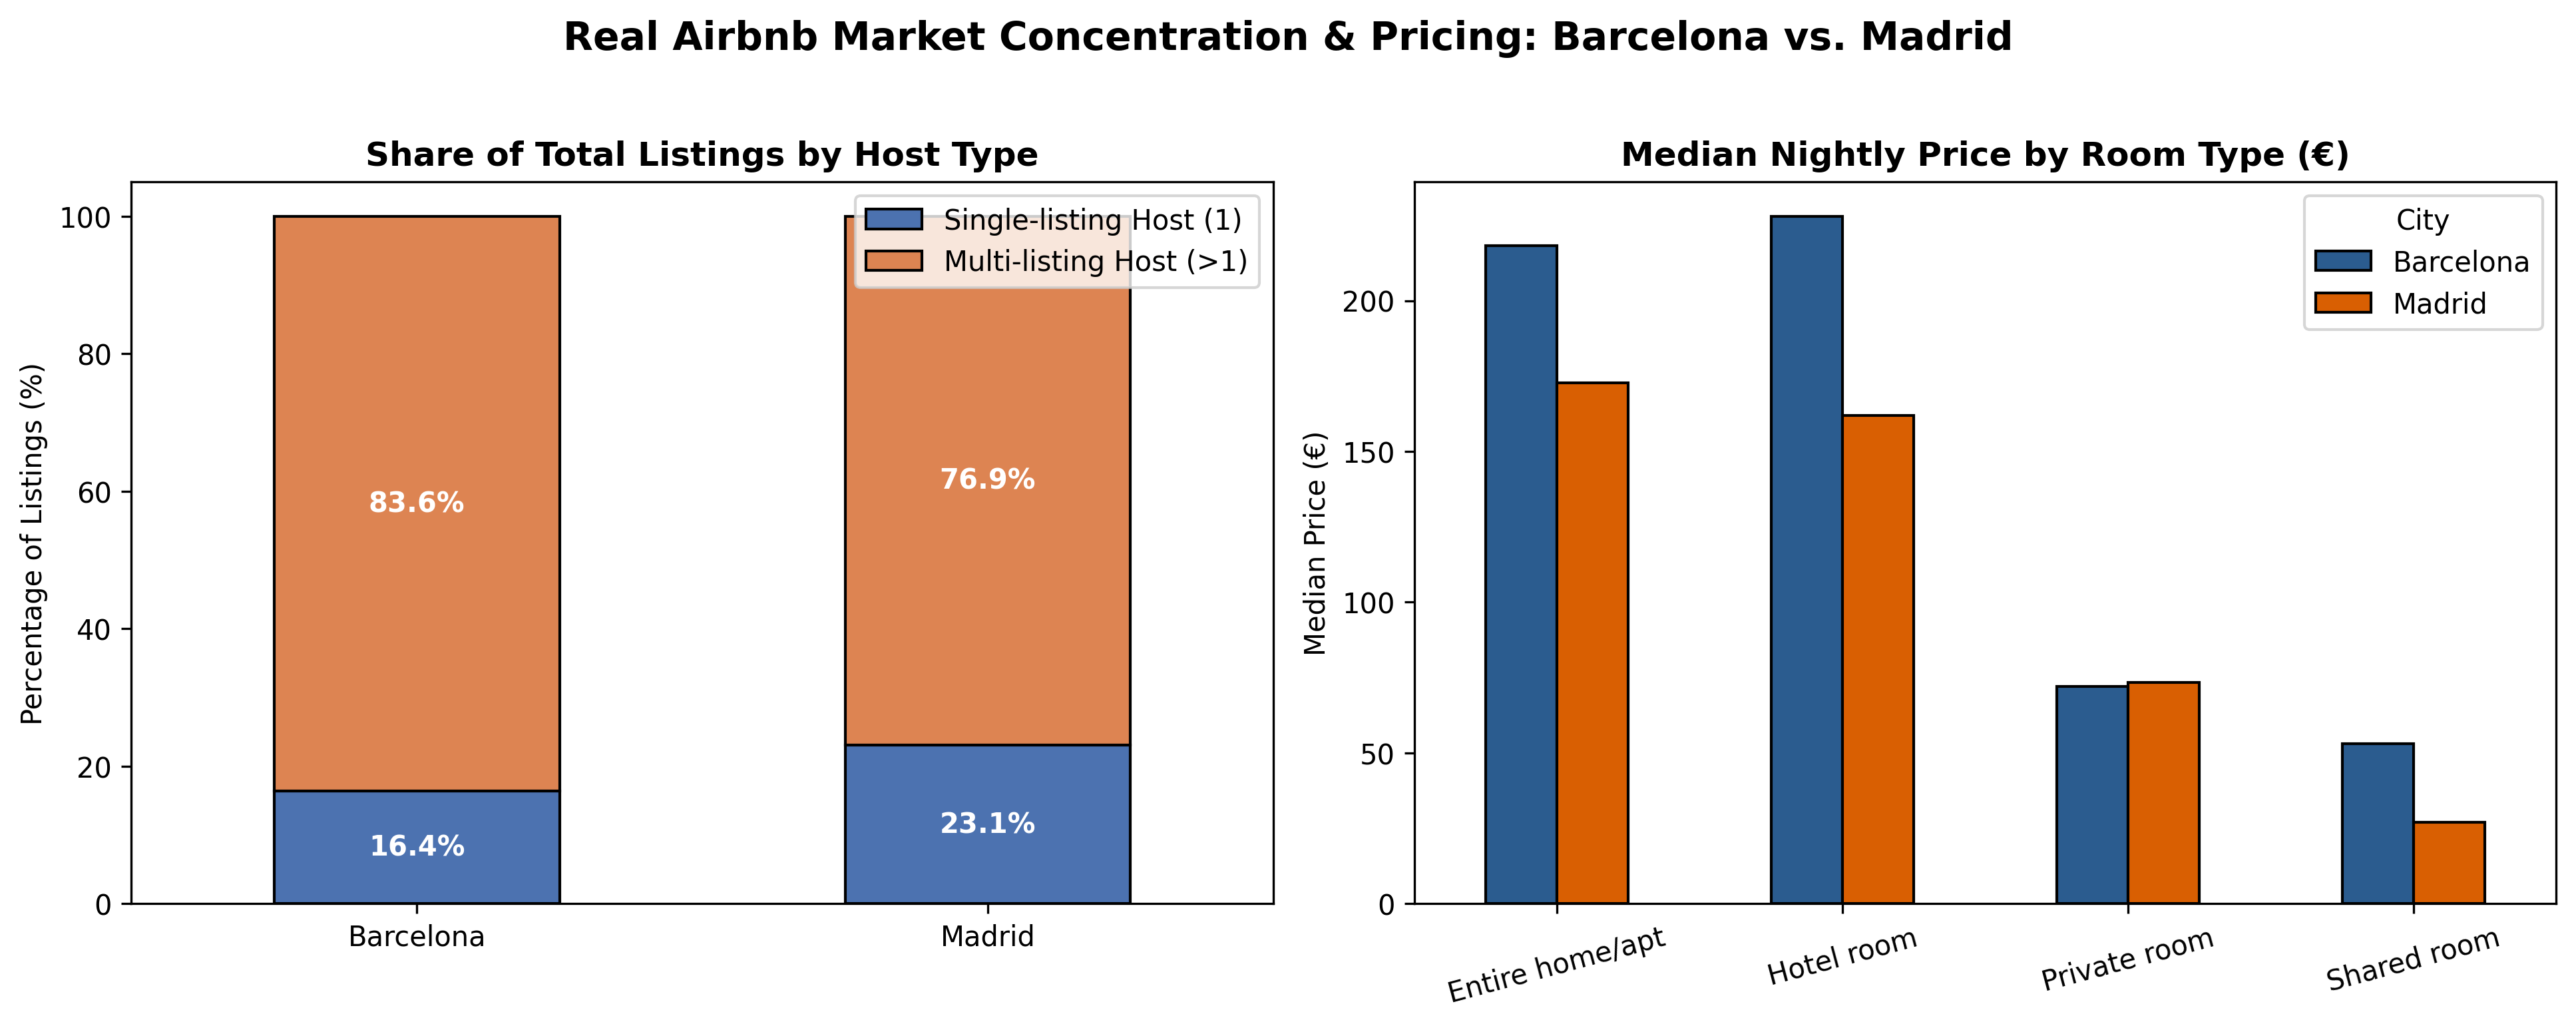 Real Airbnb Market Concentration & Pricing: Barcelona vs. Madrid
Share of Total Listings by Host Type
Percentage of Listings (%)
100
80
60
40
20
0
Single-listing Host (1)
Multi-listing Host (>1)
83.6%
76.9%
16.4%
23.1%
Barcelona
Madrid
Median Nightly Price by Room Type (€)
Median Price (€)
200
150
100
50
0
City
Barcelona
Madrid
Entire home/apt
Hotel room
Private room
Shared room